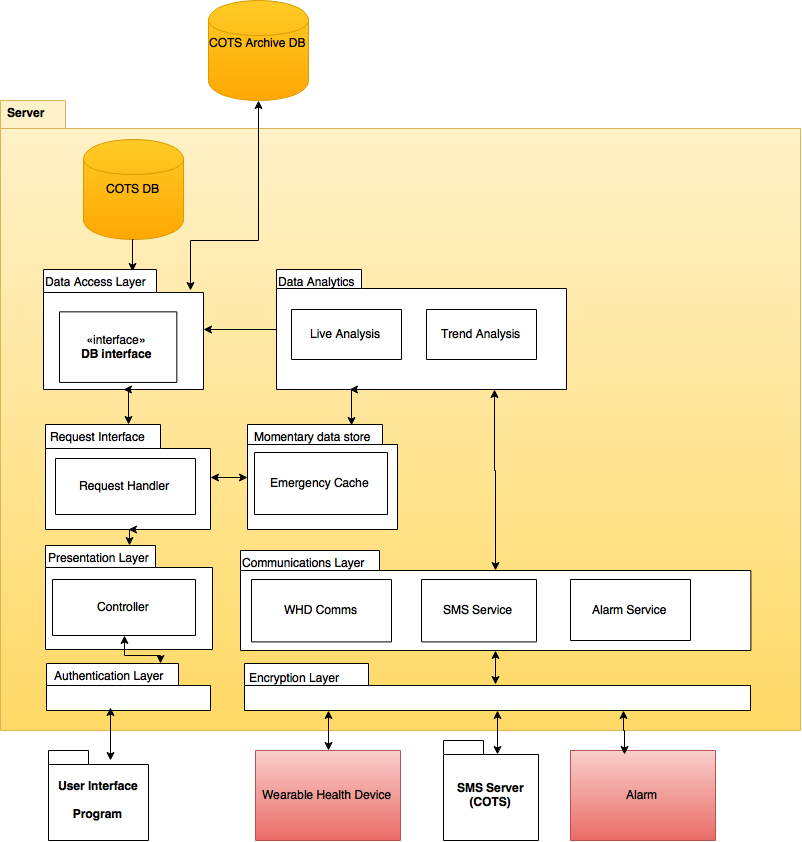 COTS Archive DB
Server
COTS DB
Data Access Layer
Data Analytics
«interface»
DB interface
Live Analysis
Trend Analysis
Request Interface
Momentary data store
Request Handler
Emergency Cache
Presentation Layer
Communications Layer
Controller
WHD Comms
SMS Service
Alarm Service
Authentication Layer
Encryption Layer
User Interface
Program
Wearable Health Device
SMS Server
(COTS)
Alarm